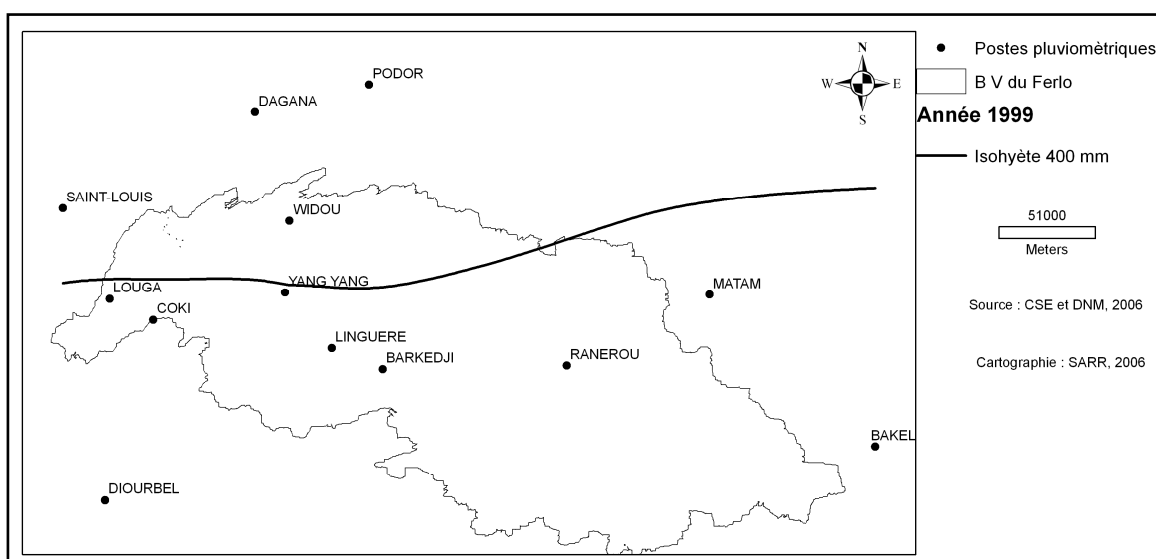 PODOR
DAGANA
N
W E
S
SAINT-LOUIS
WIDOU
LOUGA
YANG YANG
MATAM
COKI
LINGUERE
BARKEDJI
RANEROU
BAKEL
DIOURBEL
Postes pluviomètriques
B V du Ferlo
Année 1999
Isohyète 400 mm
51000
Meters
Source : CSE et DNM, 2006
Cartographie : SARR, 2006